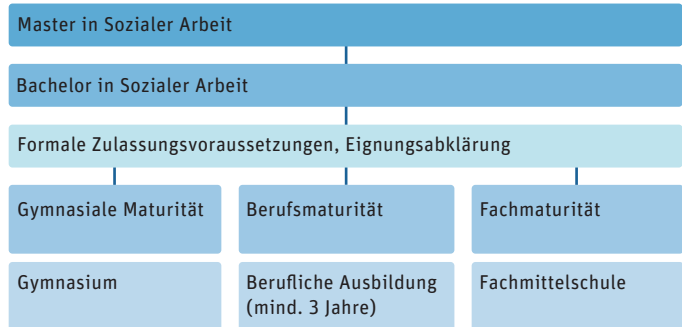 Master in Sozialer Arbeit
Bachelor in Sozialer Arbeit
Formale Zulassungsvoraussetzungen, Eignungsabklärung
Gymnasiale Maturität
Berufsmaturität
Fachmaturität
Gymnasium
Berufliche Ausbildung
(mind. 3 Jahre)
Fachmittelschule